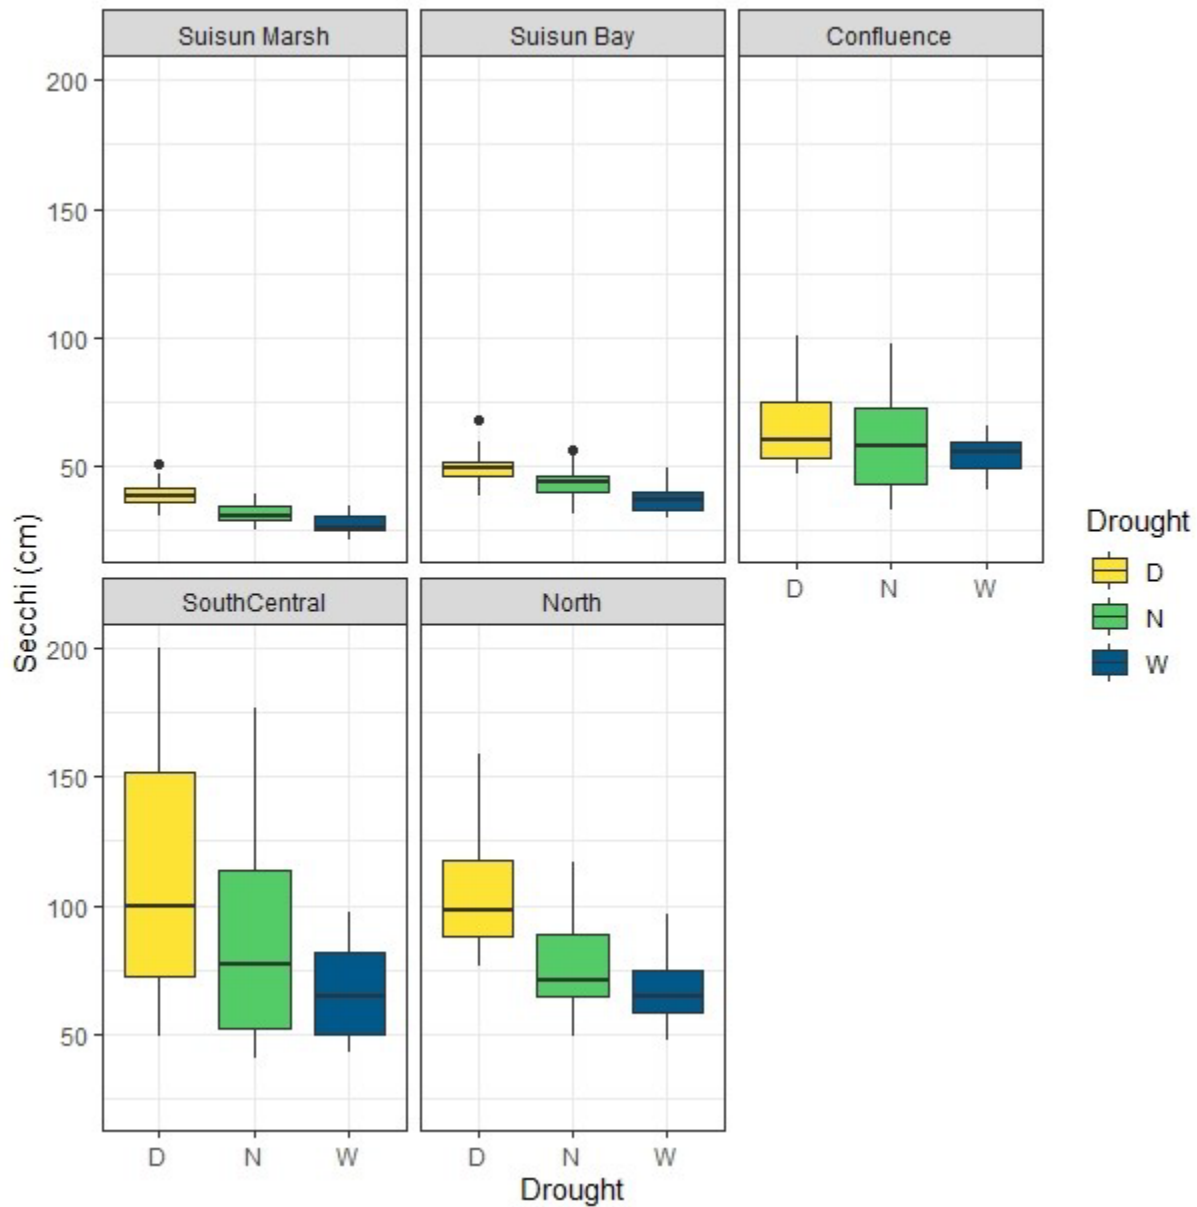 Suisun Marsh
Suisun Bay
Confluence
200
150
100
50
D N W
SouthCentral
North
200
150
100
50
D N W
D N W
Drought
Secchi (cm)
Drought
D
N
W